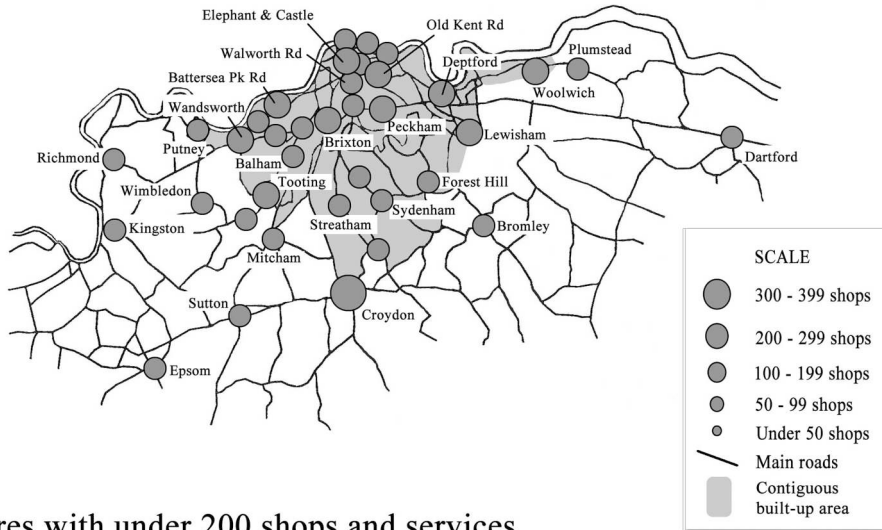 Elephant & Castle
Old Kent Rd
Walworth Rd
Deptford
Plumstead
Battersea Pk Rd
Woolwich
Wandsworth
Peckham
Putney
Brixton
Lewisham
Richmond
Balham
Dartford
Wimbledon
Tooting
Forest Hill
Sydenham
Kingston
Streatham
Bromley
Mitcham
Sutton
Croydon
Epsom
SCALE
300 - 399 shops
200 - 299 shops
100 - 199 shops
50 - 99 shops
Under 50 shops
Main roads
Contiguous
built-up area
with under 200 shops and services